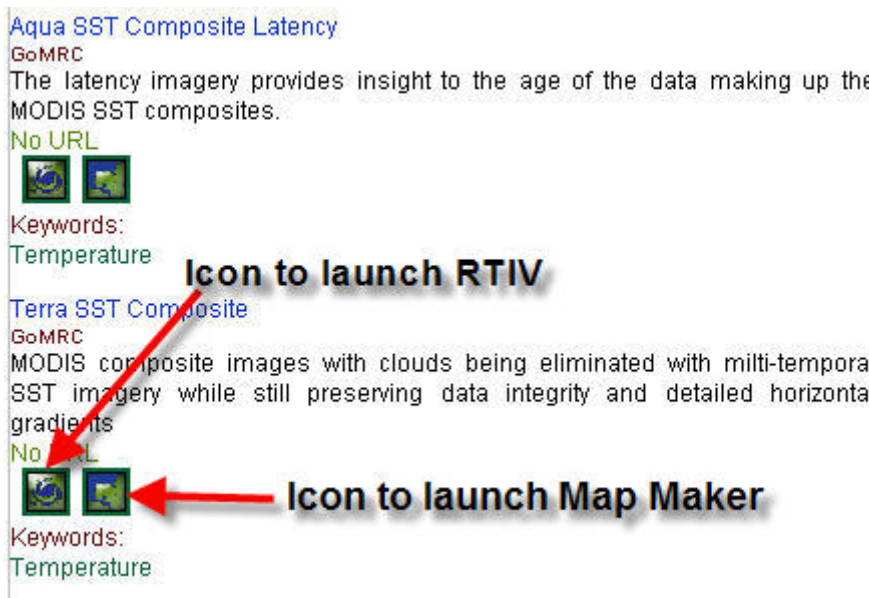 Aqua SST Composite Latency
GoMRC
The latency imagery provides insight to the age of the data making up the
MODIS SST composites.
No URL
Keywords:
Temperature
Icon to launch RTIV
Terra SST Composite
GoMRC
MODIS composite images with clouds being eliminated with milti-tempora
SST imagery while still preserving data integrity and detailed horizonta
gradients
No URL
Icon to launch Map Maker
Keywords:
Temperature